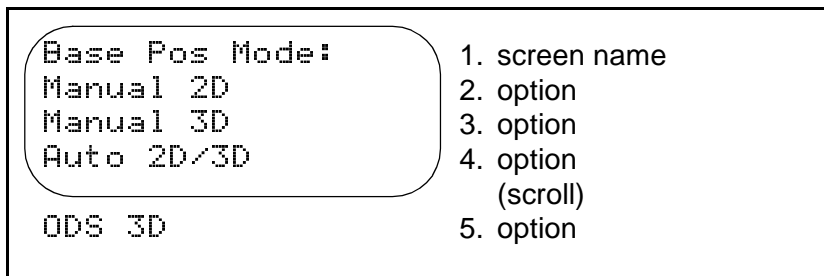 Base Pos Mode:
Manual 2D
Manual 3D
Auto 2D/3D
ODS 3D
1. screen name
2. option
3. option
4. option
(scroll)
5. option